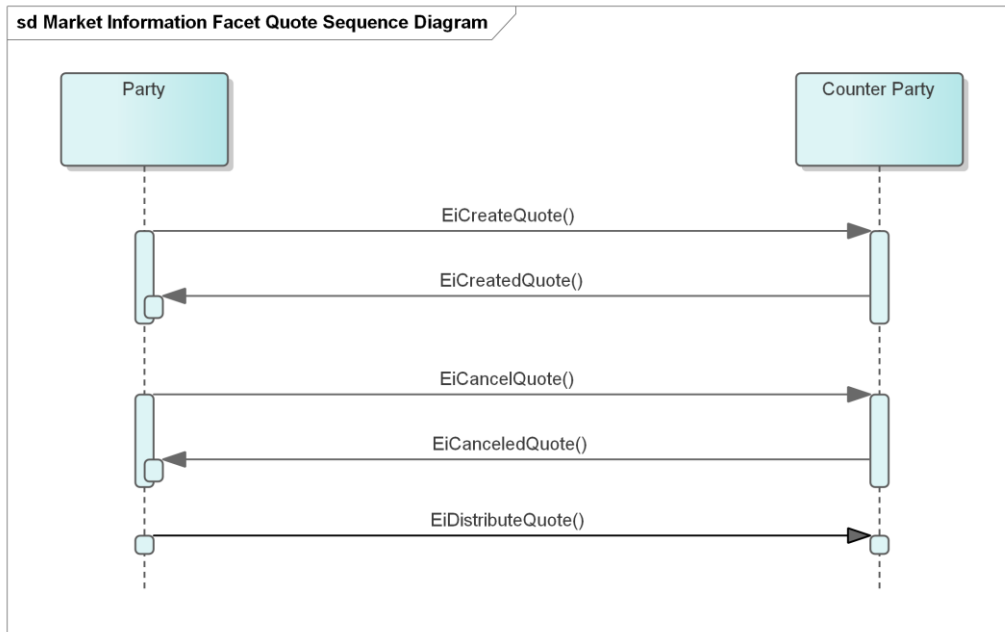 sd Market Information Facet Quote Sequence Diagram
Party
Counter Party
EiCreateQuote()
EiCreatedQuote()
EiCancelQuote()
EiCanceledQuote()
EiDistributeQuote()